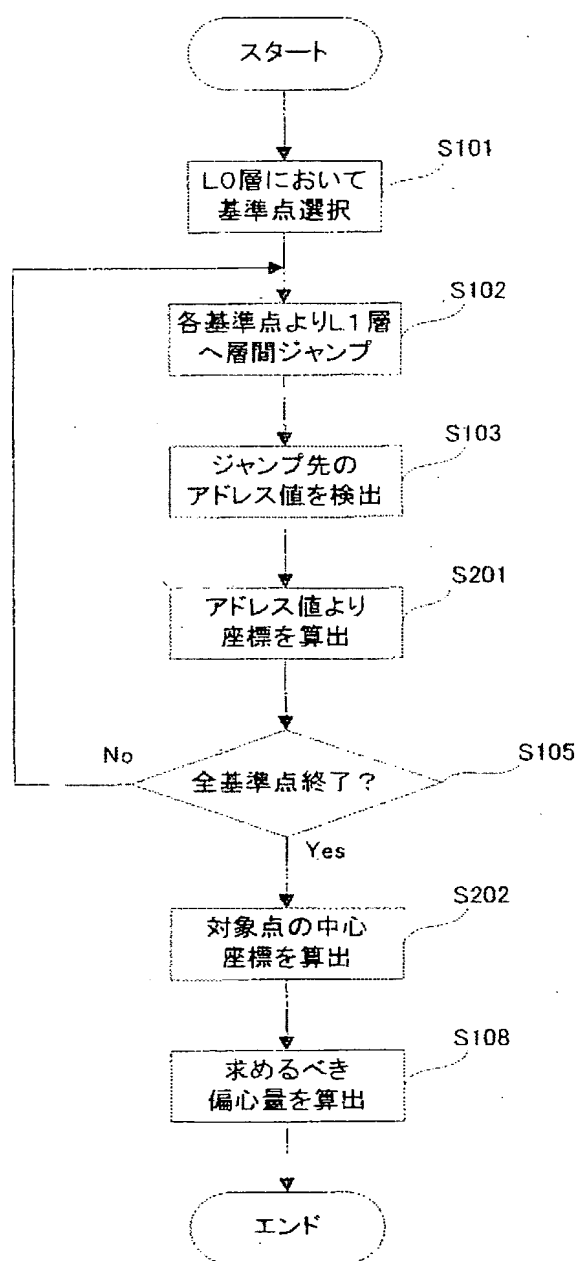 スタート
S101
L0層において
基準点選択
S102
各基準点よりL1層
へ層間ジャンプ
S103
ジャンプ先の
アドレス値を検出
S201
アドレス値より
座標を算出
No
S105
全基準点終了？
Yes
S202
対象点の中心
座標を算出
S108
求めるべき
偏心量を算出
エンド